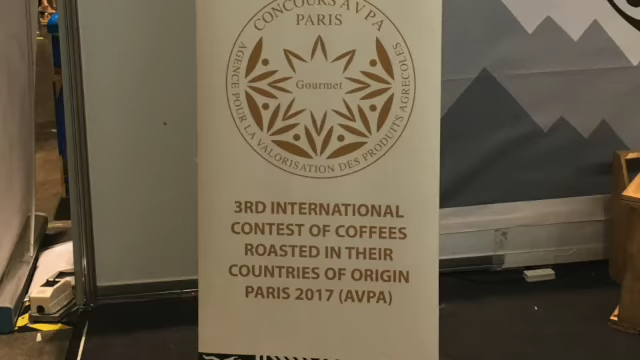 CONCOURS AVPA
PARIS
Gourmet
AGENCE POUR LA VALORISATION DES PRODUITS AGRECOLES
3RD INTERNATIONAL
CONTEST OF COFFEES
ROASTED IN THEIR
COUNTRIES OF ORIGIN
PARIS 2017 (AVPA)